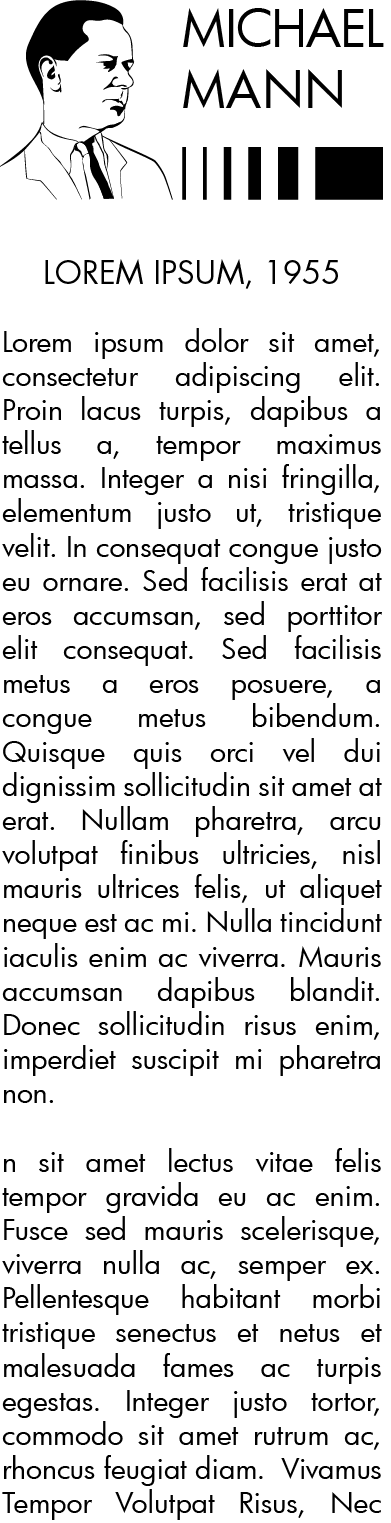 MICHAEL
MANN
LOREM IPSUM, 1955
Lorem ipsum dolor sit amet,
consectetur adipiscing elit.
Proin lacus turpis, dapibus a
tellus a, tempor maximus
massa. Integer a nisi fringilla,
elementum justo ut, tristique
velit. In consequat congue justo
eu ornare. Sed facilisis erat at
eros accumsan, sed porttitor
elit consequat. Sed facilisis
metus a eros posuere, a
congue metus bibendum.
Quisque quis orci vel dui
dignissim sollicitudin sit amet at
erat. Nullam pharetra, arcu
volutpat finibus ultricies, nisl
mauris ultrices felis, ut aliquet
neque est ac mi. Nulla tincidunt
iaculis enim ac viverra. Mauris
accumsan dapibus blandit.
Donec sollicitudin risus enim,
imperdiet suscipit mi pharetra
non.
n sit amet lectus vitae felis
tempor gravida eu ac enim.
Fusce sed mauris scelerisque,
viverra nulla ac, semper ex.
Pellentesque habitant morbi
tristique senectus et netus et
malesuada fames ac turpis
egestas. Integer justo tortor,
commodo sit amet rutrum ac,
rhoncus feugiat diam. Vivamus
Tempor Volutpat Risus, Nec